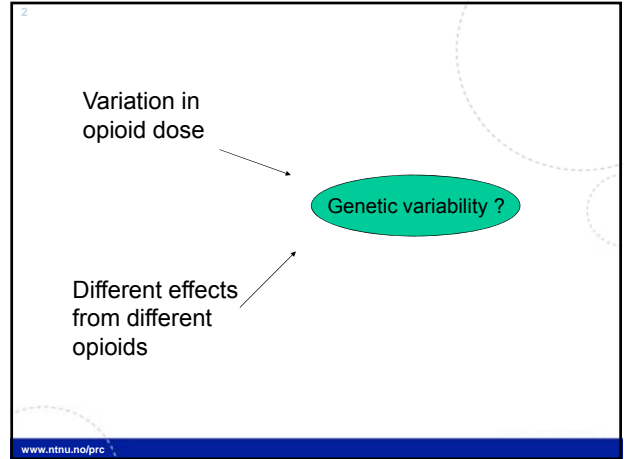 2
Variation in
opioid dose
Genetic variability ?
Different effects
from different
opioids
www.ntnu.no/prc